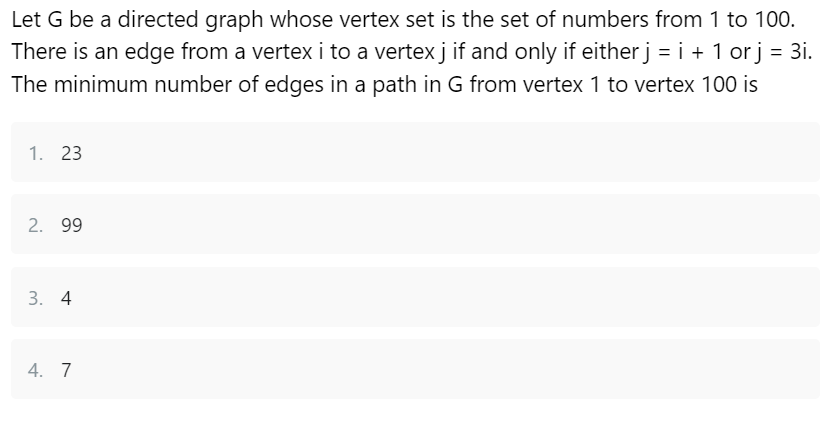 Let G be a directed graph whose vertex set is the set of numbers from 1 to 100.
There is an edge from a vertex i to a vertex j if and only if either j = i + 1 or j = 3i.
The minimum number of edges in a path in G from vertex 1 to vertex 100 is
1. 23
2. 99
3. 4
4. 7